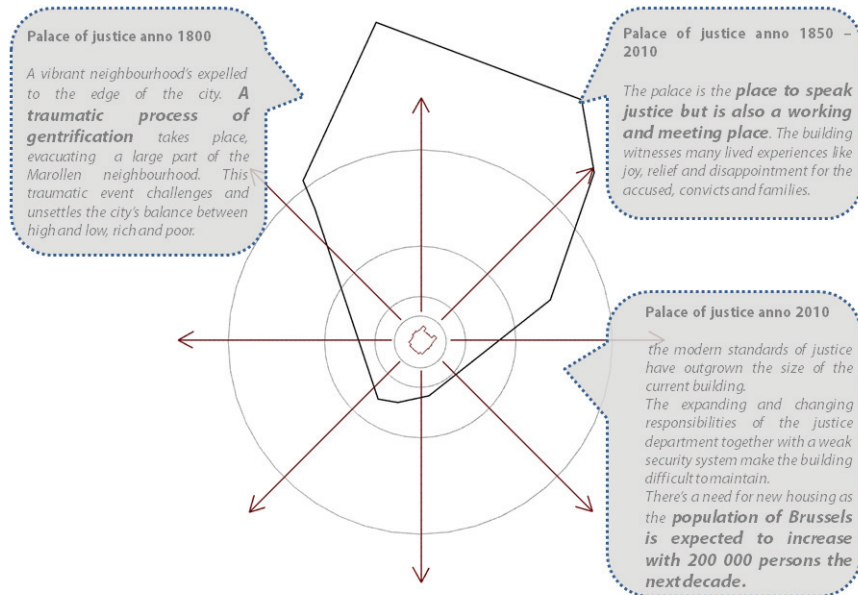 Palace of justice anno 1800
A vibrant neighbourhood's expelled
to the edge of the city. A
traumatic process of
gentrification takes place,
evacuating a large part of the
Marollen neighbourhood. This
traumatic event challenges and
unsettles the city's balance between
high and low, rich and poor.
Palace of justice anno 1850 –
2010
The palace is the place to speak
justice but is also a working
and meeting place. The building
witnesses many lived experiences like
joy, relief and disappointment for the
accused, convicts and families.
Palace of justice anno 2010
the modern standards of justice
have outgrown the size of the
current building.
The expanding and changing
responsibilities of the justice
department together with a weak
security system make the building
difficult to maintain.
There's a need for new housing as
the population of Brussels
is expected to increase
with 200 000 persons the
next decade.